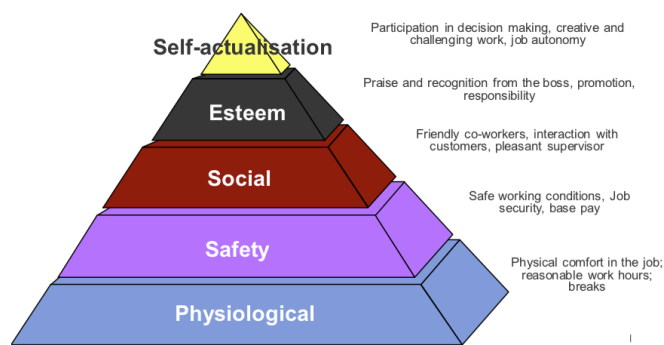 Participation in decision making, creative and
challenging work, job autonomy
Self-actualisation
Praise and recognition from the boss, promotion,
responsibility
Esteem
Friendly co-workers, interaction with
customers, pleasant supervisor
Social
Safe working conditions, Job
security, base pay
Safety
Physical comfort in the job;
reasonable work hours;
breaks
Physiological